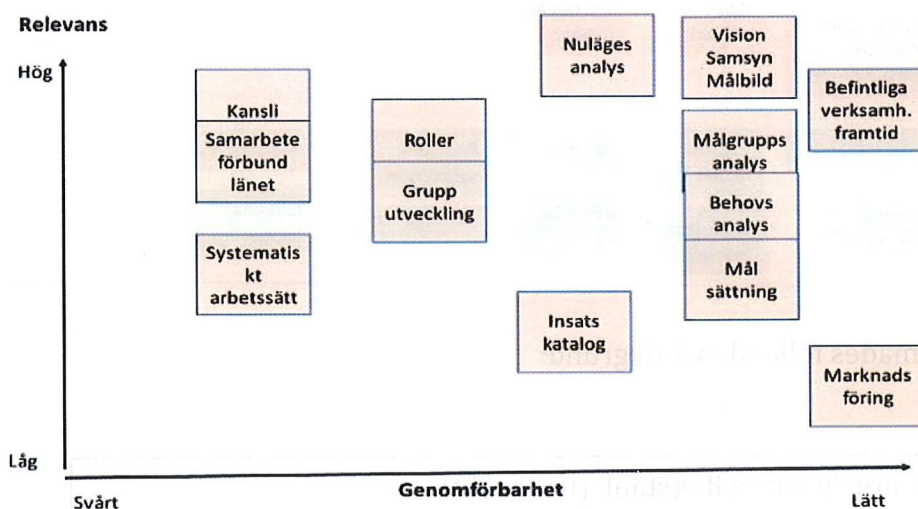 Relevans
Hög
Kansli
Samarbete
förbund
länet
Systematis
kt
arbetssätt
Roller
Grupp
utveckling
Nuläges
analys
Insats
katalog
Vision
Samsyn
Målbild
Målgrupps
analys
Behovs
analys
Mål
sättning
Befintliga
verksamh.
framtid
Marknads
föring
Låg
Svårt
Genomförbarhet
Lätt